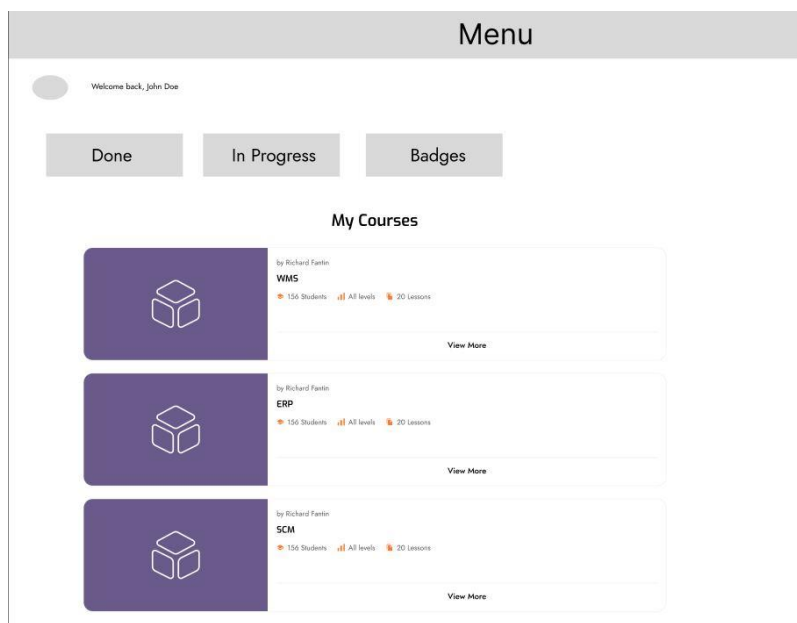 Menu
Welcome back, John Doe
Done
In Progress
Badges
My Courses
by Richard Fantin
WMS
156 Students All levels 20 Lessons
View More
by Richard Fantin
ERP
156 Students All levels 20 Lessons
View More
by Richard Fantin
SCM
156 Students All levels 20 Lessons
View More